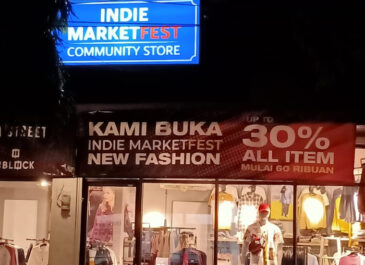 INDIE
MARKETFEST
COMMUNITY STORE
STREET
KAMI BUKA
INDIE MARKETFEST
NEW FASHION
UP TO
30%
ALL ITEM
MULAI 60 RIBUAN